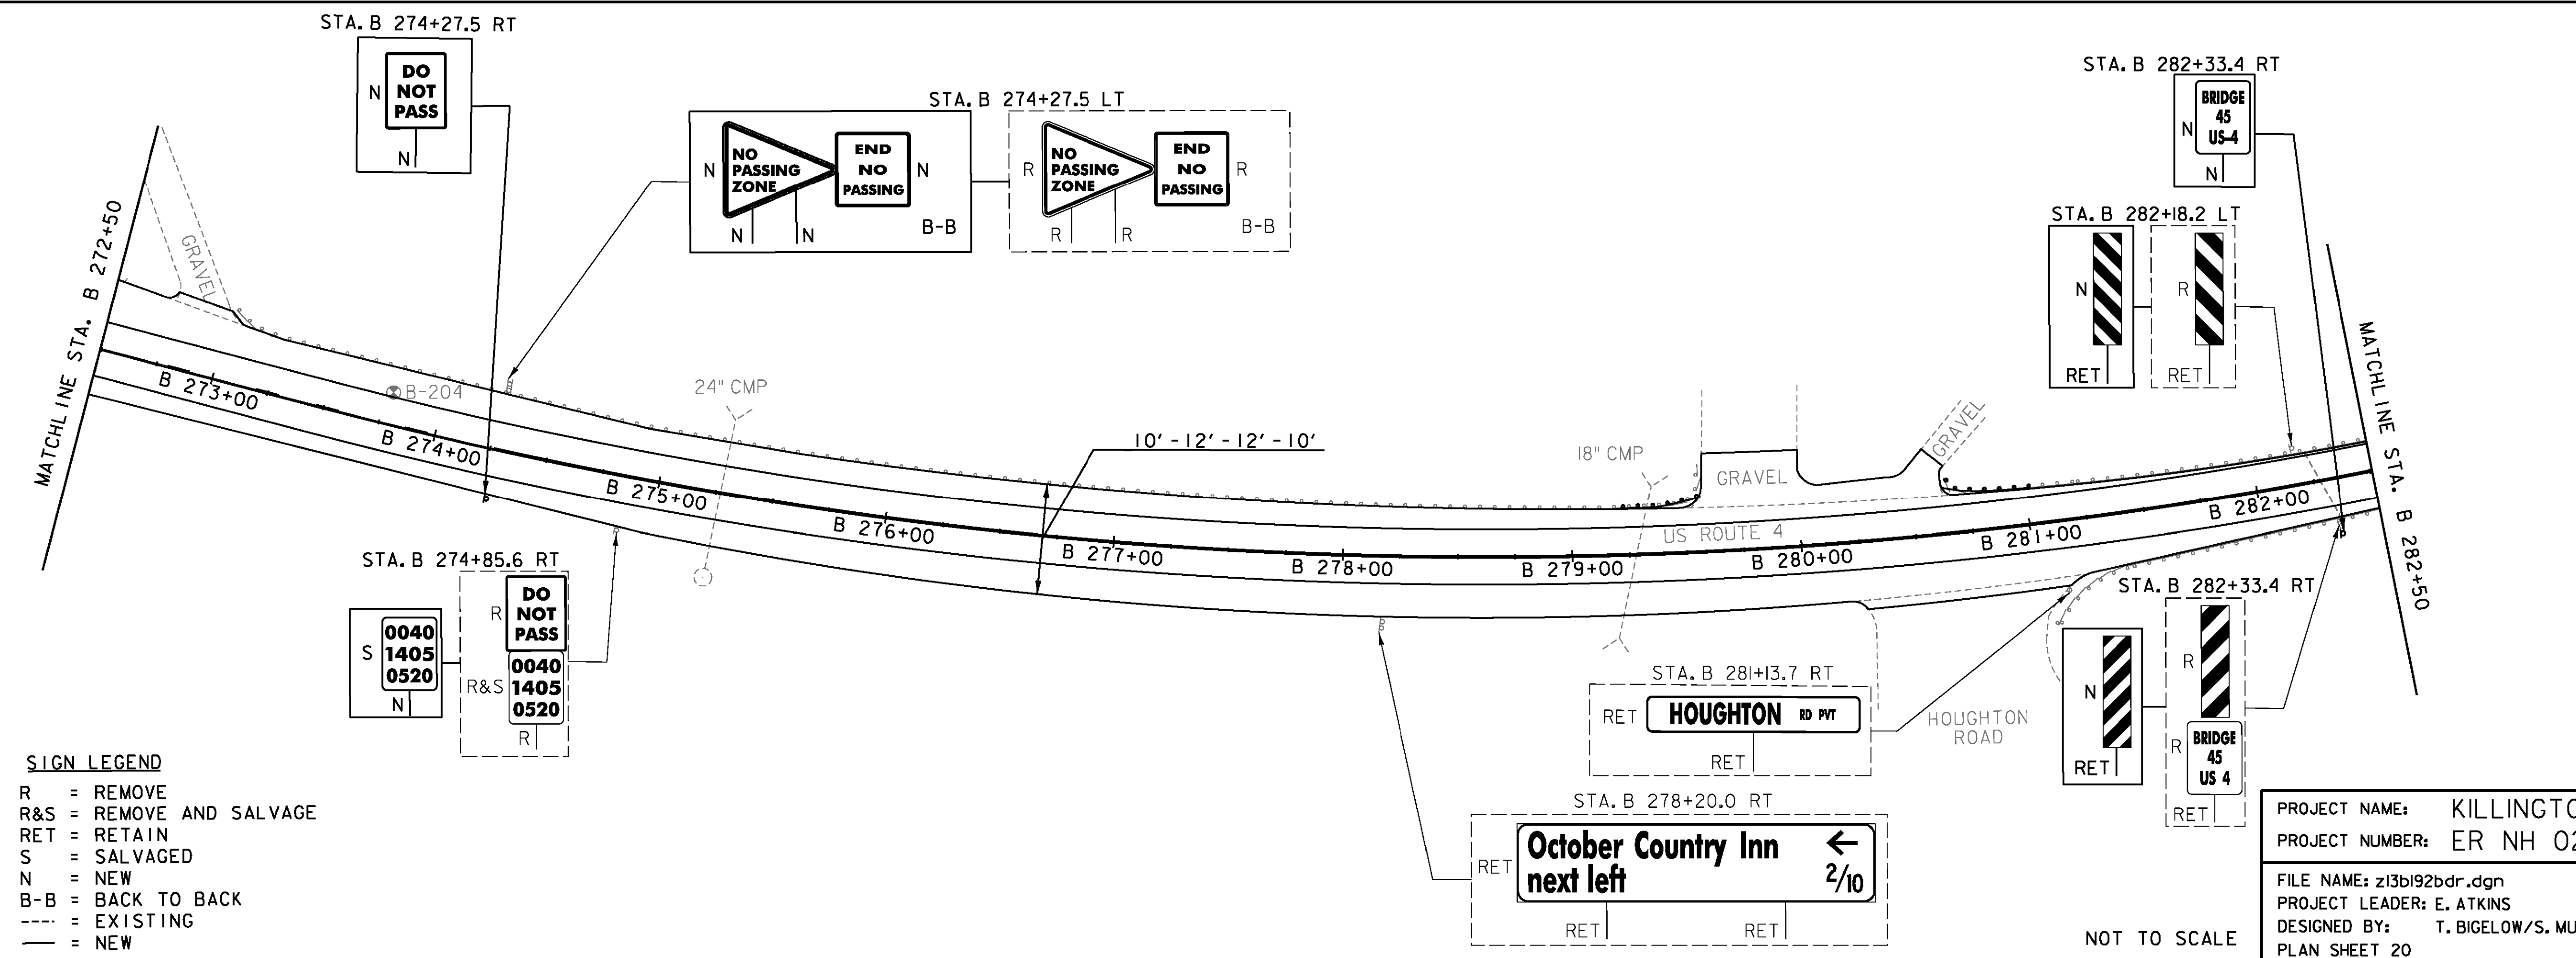 STA. B 274+27.5 RT
N
DO
NOT
PASS
N
STA. B 274+27.5 LT
N
NO
PASSING
ZONE
END
NO
PASSING
N
N
N
B-B
R
NO
PASSING
ZONE
END
NO
PASSING
R
R
R
B-B
STA. B 282+33.4 RT
N
BRIDGE
45
US-4
N
STA. B 282+18.2 LT
N
RET
R
RET
MATCHLINE STA. B 272+50
GRAVEL
B 273+00
B-204
B 274+00
24" CMP
B 275+00
B 276+00
10' - 12' - 12' - 10'
B 277+00
B 278+00
B 279+00
18" CMP
GRAVEL
US ROUTE 4
B 280+00
GRAVEL
B 281+00
B 282+00
MATCHLINE STA. B 282+50
STA. B 274+85.6 RT
S
0040
1405
0520
N
R
DO
NOT
PASS
R&S
0040
1405
0520
R
STA. B 281+13.7 RT
RET
HOUGHTON RD PVT
RET
HOUGHTON
ROAD
STA. B 282+33.4 RT
N
RET
R
R
BRIDGE
45
US 4
RET
STA. B 278+20.0 RT
RET
October Country Inn ←
next left 2/10
RET
RET
SIGN LEGEND
R = REMOVE
R&S = REMOVE AND SALVAGE
RET = RETAIN
S = SALVAGED
N = NEW
B-B = BACK TO BACK
---- = EXISTING
— = NEW
NOT TO SCALE
PROJECT NAME: KILLINGTO
PROJECT NUMBER: ER NH 02
FILE NAME: z13b192bdr.dgn
PROJECT LEADER: E. ATKINS
DESIGNED BY: T. BIGELOW/S. MU
PLAN SHEET 20